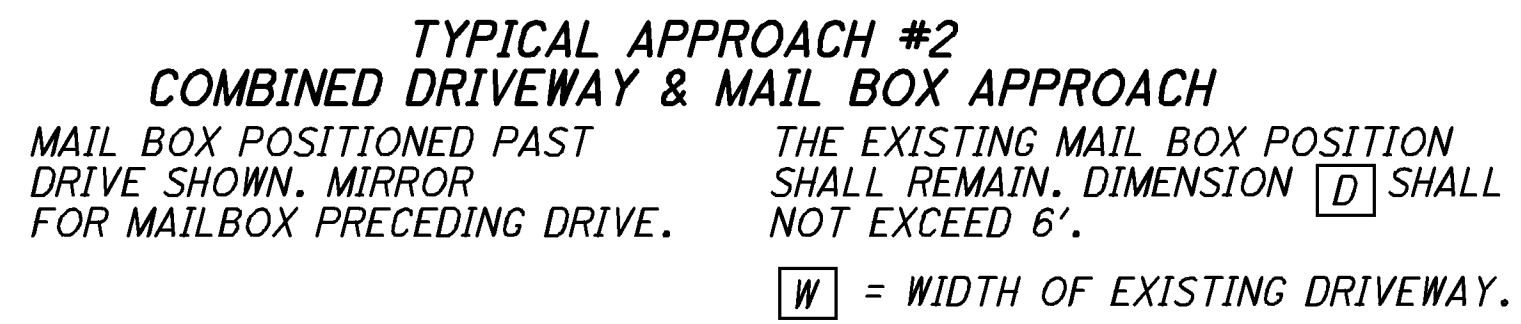 TYPICAL APPROACH #2
COMBINED DRIVEWAY & MAIL BOX APPROACH
MAIL BOX POSITIONED PAST
DRIVE SHOWN. MIRROR
FOR MAILBOX PRECEDING DRIVE.
THE EXISTING MAIL BOX POSITION
SHALL REMAIN. DIMENSION D SHALL
NOT EXCEED 6'.
W = WIDTH OF EXISTING DRIVEWAY.